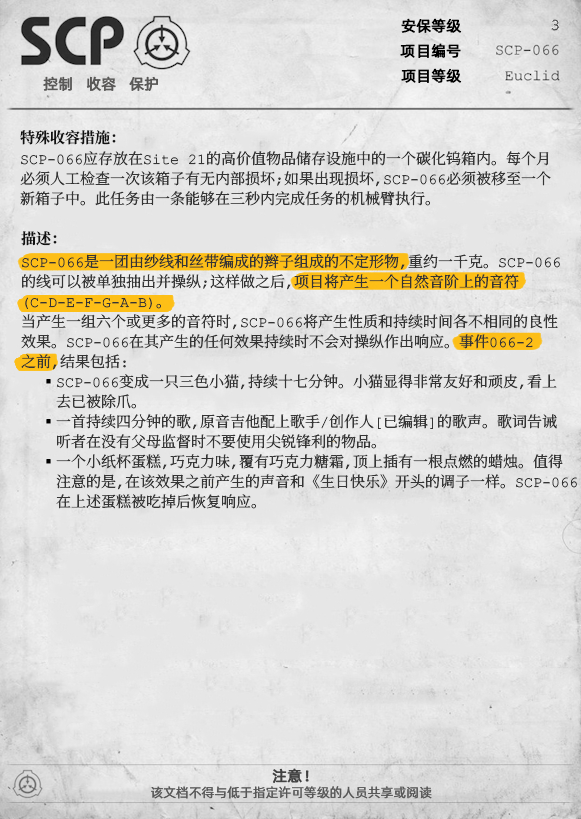 SCP
控制 收容 保护
安保等级 3
项目编号 SCP-066
项目等级 Euclid
特殊收容措施:
SCP-066应存放在Site 21的高价值物品储存设施中的一个碳化钨箱内。每个月
必须人工检查一次该箱子有无内部损坏;如果出现损坏,SCP-066必须被移至一个
新箱子中。此任务由一条能够在三秒内完成任务的机械臂执行。
描述:
SCP-066是一团由纱线和丝带编成的辫子组成的不定形物,重约一千克。SCP-066
的线可以被单独抽出并操纵;这样做之后,项目将产生一个自然音阶上的音符
(C-D-E-F-G-A-B)。
当产生一组六个或更多的音符时,SCP-066将产生性质和持续时间各不相同的良性
效果。SCP-066在其产生的任何效果持续时不会对操纵作出响应。事件066-2
之前,结果包括:
▪ SCP-066变成一只三色小猫,持续十七分钟。小猫显得非常友好和顽皮,看上
去已被除爪。
▪ 一首持续四分钟的歌,原音吉他配上歌手/创作人[已编辑]的歌声。歌词告诫
听者在没有父母监督时不要使用尖锐锋利的物品。
▪ 一个小纸杯蛋糕,巧克力味,覆有巧克力糖霜,顶上插有一根点燃的蜡烛。值得
注意的是,在该效果之前产生的声音和《生日快乐》开头的调子一样。SCP-066
在上述蛋糕被吃掉后恢复响应。
注意!
该文档不得与低于指定许可等级的人员共享或阅读